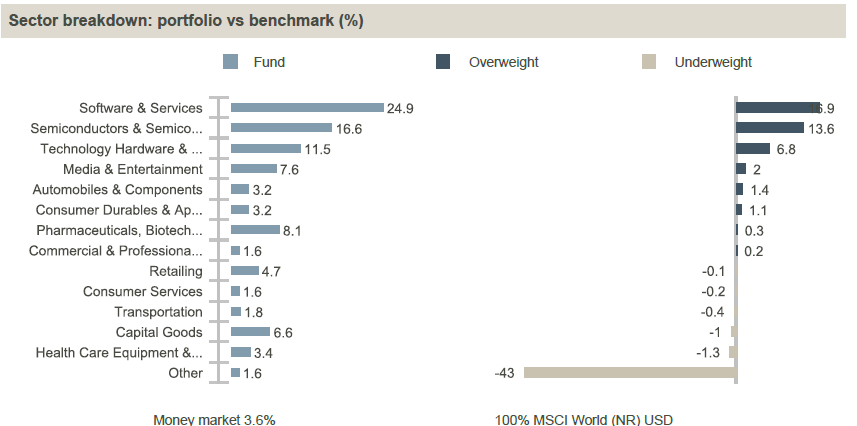 Sector breakdown: portfolio vs benchmark (%)
Fund Overweight Underweight
Software & Services 24.9 16.9
Semiconductors & Semico... 16.6 13.6
Technology Hardware & ... 11.5 6.8
Media & Entertainment 7.6 2
Automobiles & Components 3.2 1.4
Consumer Durables & Ap... 3.2 1.1
Pharmaceuticals, Biotech... 8.1 0.3
Commercial & Professiona... 1.6 0.2
Retailing 4.7 -0.1
Consumer Services 1.6 -0.2
Transportation 1.8 -0.4
Capital Goods 6.6 -1
Health Care Equipment &... 3.4 -1.3
Other 1.6 -43
Money market 3.6% 100% MSCI World (NR) USD